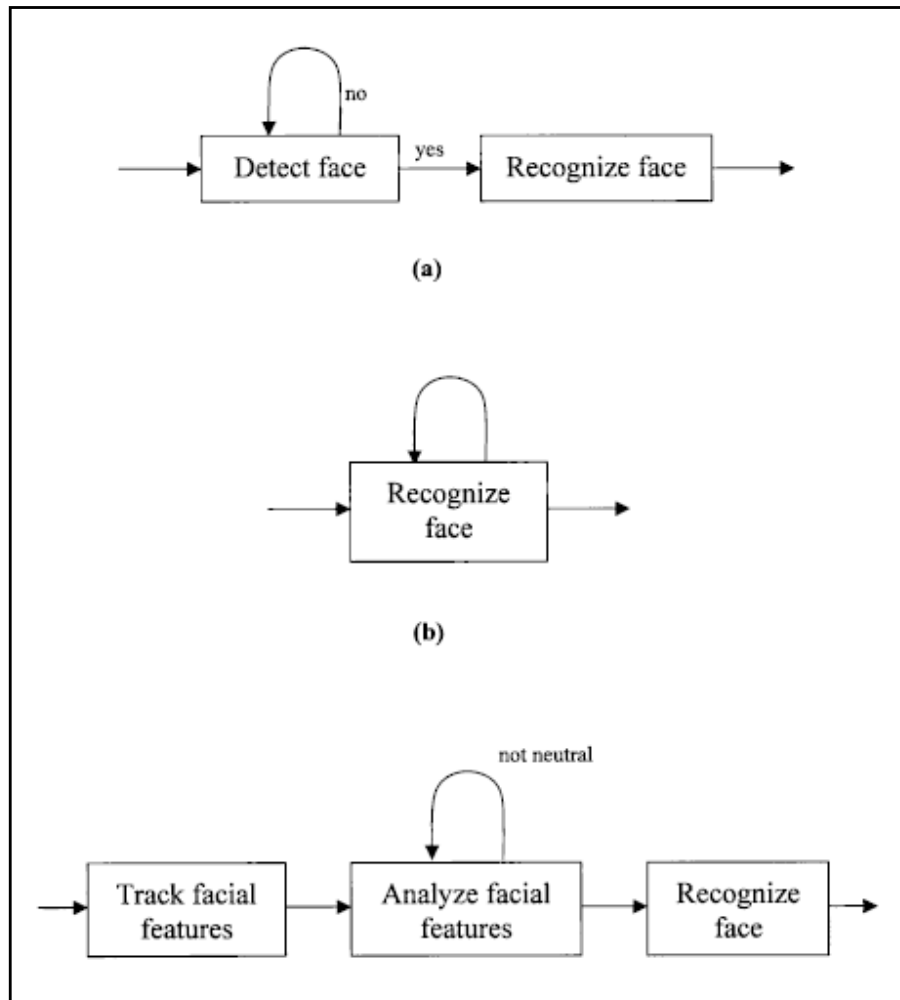 no
Detect face
yes
Recognize face
(a)
Recognize
face
(b)
not neutral
Track facial
features
Analyze facial
features
Recognize
face